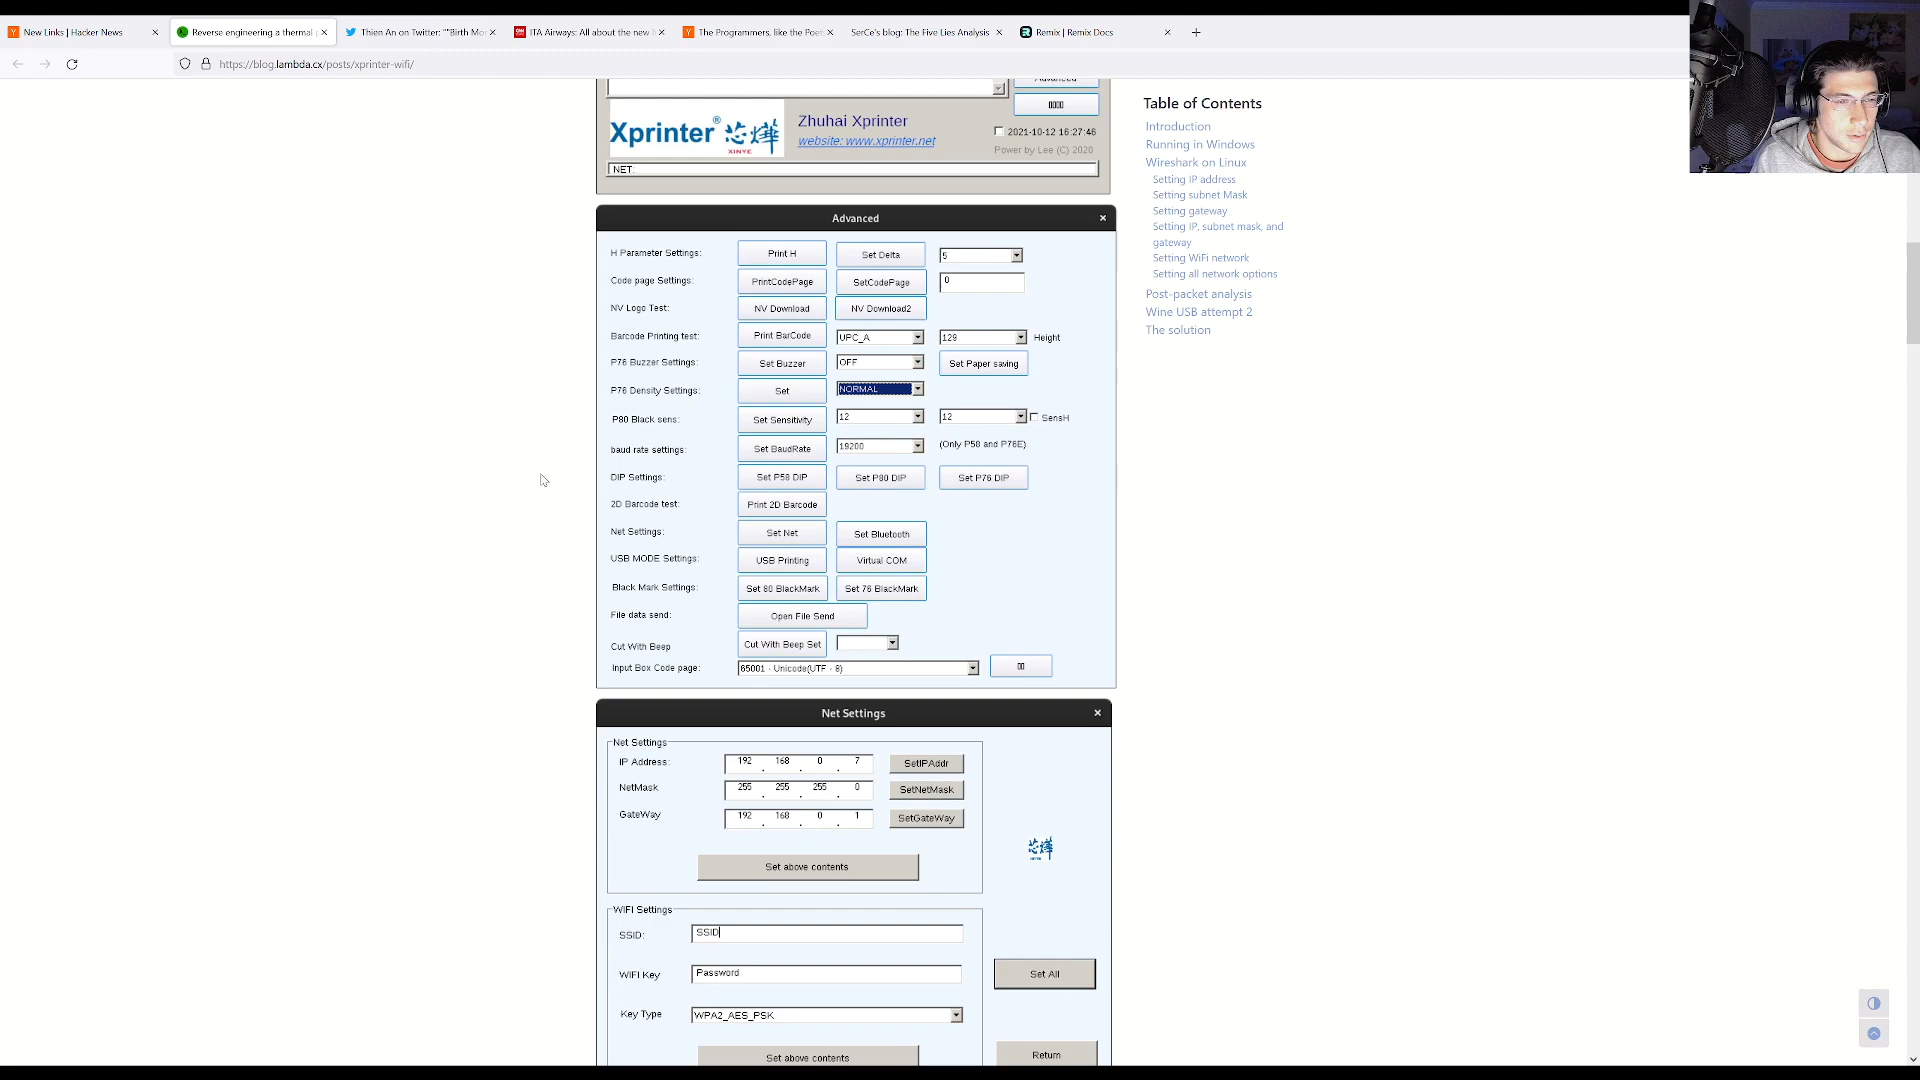 New Links | Hacker News
Reverse engineering a thermal p
Thien An on Twitter: ""Birth Mo
ITA Airways: All about the new I
The Programmers, like the Poet
SerCe's blog: The Five Lies Analysis
Remix | Remix Docs
https://blog.lambda.cx/posts/xprinter-wifi/
Advanced
Xprinter® 芯烨
XINYE
Zhuhai Xprinter
website: www.xprinter.net
2021-10-12 16:27:46
Power by Lee (C) 2020
NET:
Advanced
H Parameter Settings: Print H Set Delta 5
Code page Settings: PrintCodePage SetCodePage 0
NV Logo Test: NV Download NV Download2
Barcode Printing test: Print BarCode UPC_A 129 Height
P76 Buzzer Settings: Set Buzzer OFF Set Paper saving
P76 Density Settings: Set NORMAL
P80 Black sens: Set Sensitivity 12 12 SensH
baud rate settings: Set BaudRate 19200 (Only P58 and P76E)
DIP Settings: Set P58 DIP Set P80 DIP Set P76 DIP
2D Barcode test: Print 2D Barcode
Net Settings: Set Net Set Bluetooth
USB MODE Settings: USB Printing Virtual COM
Black Mark Settings: Set 80 BlackMark Set 76 BlackMark
File data send: Open File Send
Cut With Beep Cut With Beep Set
Input Box Code page: 65001 - Unicode(UTF - 8)
Net Settings
Net Settings
IP Address: 192 . 168 . 0 . 7 SetIPAddr
NetMask 255 . 255 . 255 . 0 SetNetMask
GateWay 192 . 168 . 0 . 1 SetGateWay
芯烨
Set above contents
WIFI Settings
SSID: SSID
WIFI Key Password
Set All
Key Type WPA2_AES_PSK
Set above contents
Return
Table of Contents
Introduction
Running in Windows
Wireshark on Linux
Setting IP address
Setting subnet Mask
Setting gateway
Setting IP, subnet mask, and
gateway
Setting WiFi network
Setting all network options
Post-packet analysis
Wine USB attempt 2
The solution